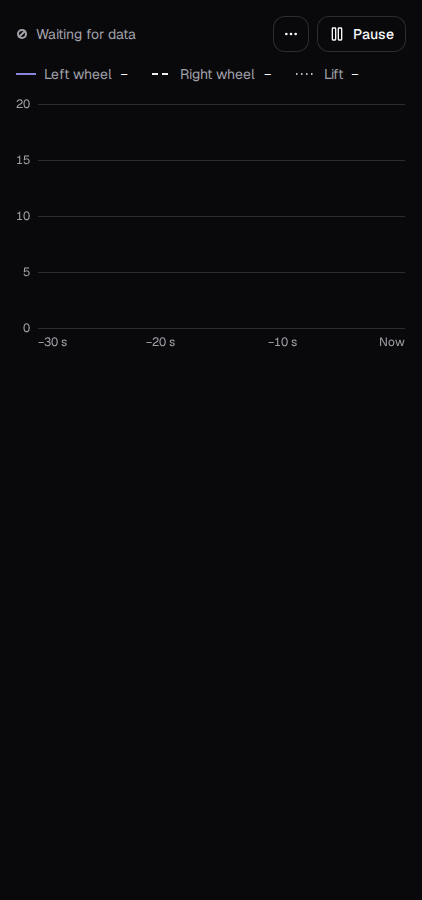 Waiting for data
Pause
Left wheel –
Right wheel –
Lift –
20
15
10
5
0
−30 s
−20 s
−10 s
Now